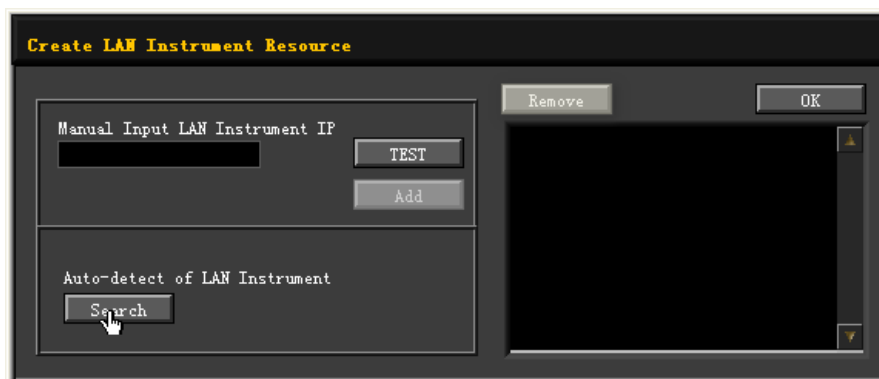 Create LAN Instrument Resource
Remove
OK
Manual Input LAN Instrument IP
TEST
Add
Auto-detect of LAN Instrument
Search